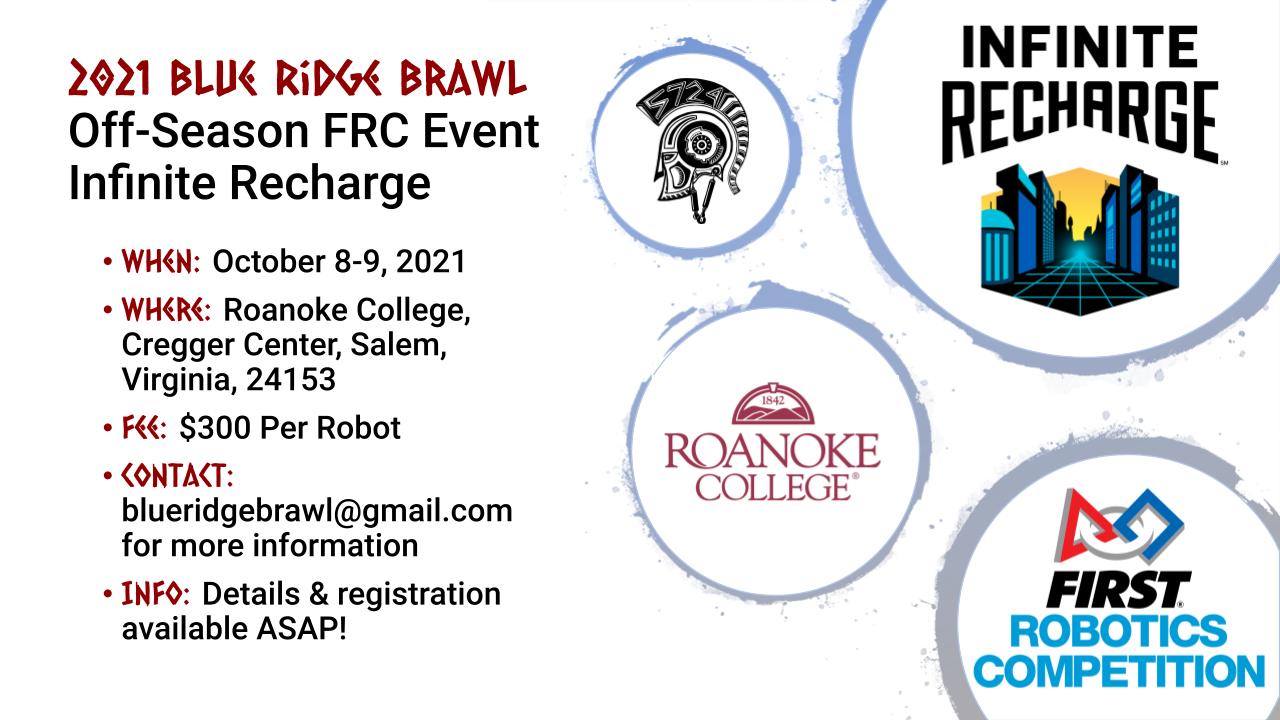 2021 BLUE RiDGE BRAWL
Off-Season FRC Event
Infinite Recharge
• WHEN: October 8-9, 2021
• WHERE: Roanoke College,
Cregger Center, Salem,
Virginia, 24153
• FEE: $300 Per Robot
• CONTACT:
blueridgebrawl@gmail.com
for more information
• INFO: Details & registration
available ASAP!
5724
INFINITE
RECHARGE℠
1842
ROANOKE
COLLEGE®
FIRST®
ROBOTICS
COMPETITION